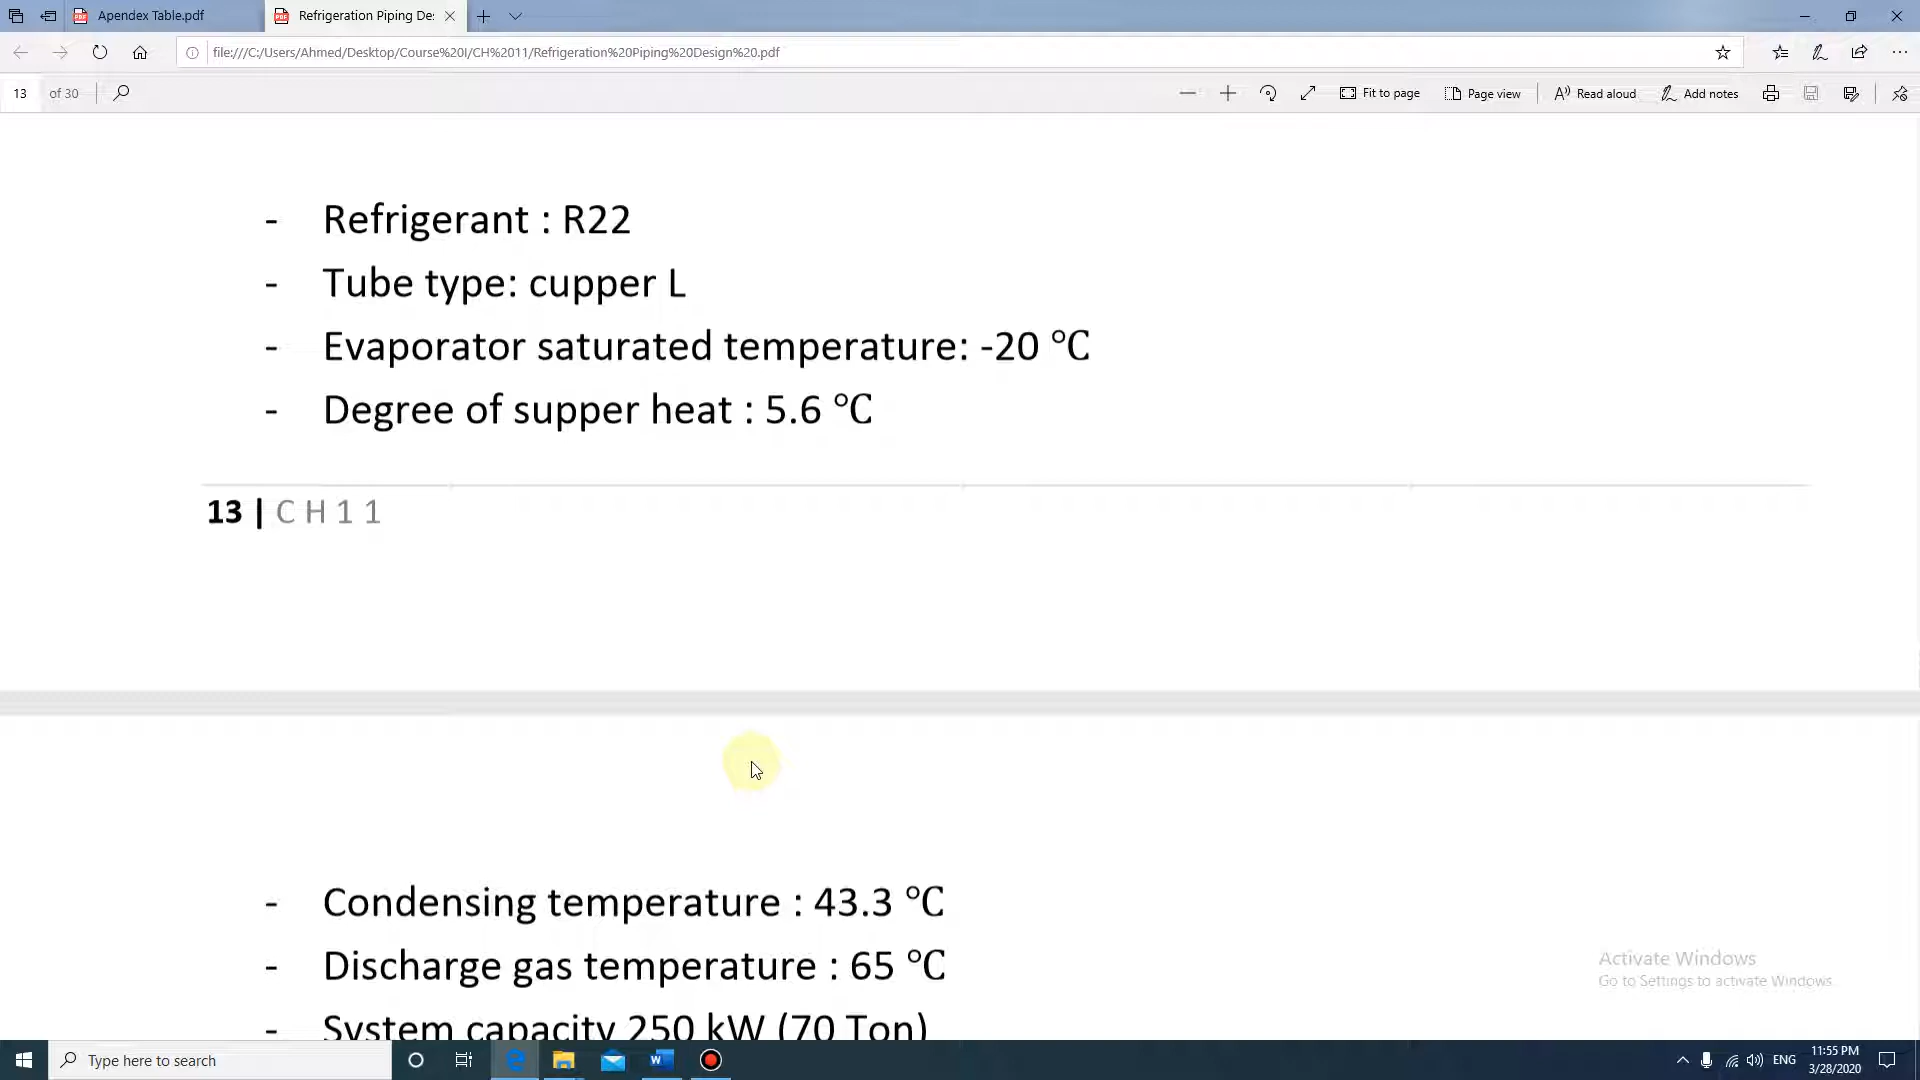 Apendex Table.pdf
Refrigeration Piping De:
file:///C:/Users/Ahmed/Desktop/Course%20I/CH%2011/Refrigeration%20Piping%20Design%20.pdf
13 of 30
Fit to page
Page view
Read aloud
Add notes
- Refrigerant : R22
- Tube type: cupper L
- Evaporator saturated temperature: -20 °C
- Degree of supper heat : 5.6 °C
13 | C H 1 1
- Condensing temperature : 43.3 °C
- Discharge gas temperature : 65 °C
- System capacity 250 kW (70 Ton)
Activate Windows
Go to Settings to activate Windows.
Type here to search
ENG
11:55 PM
3/28/2020